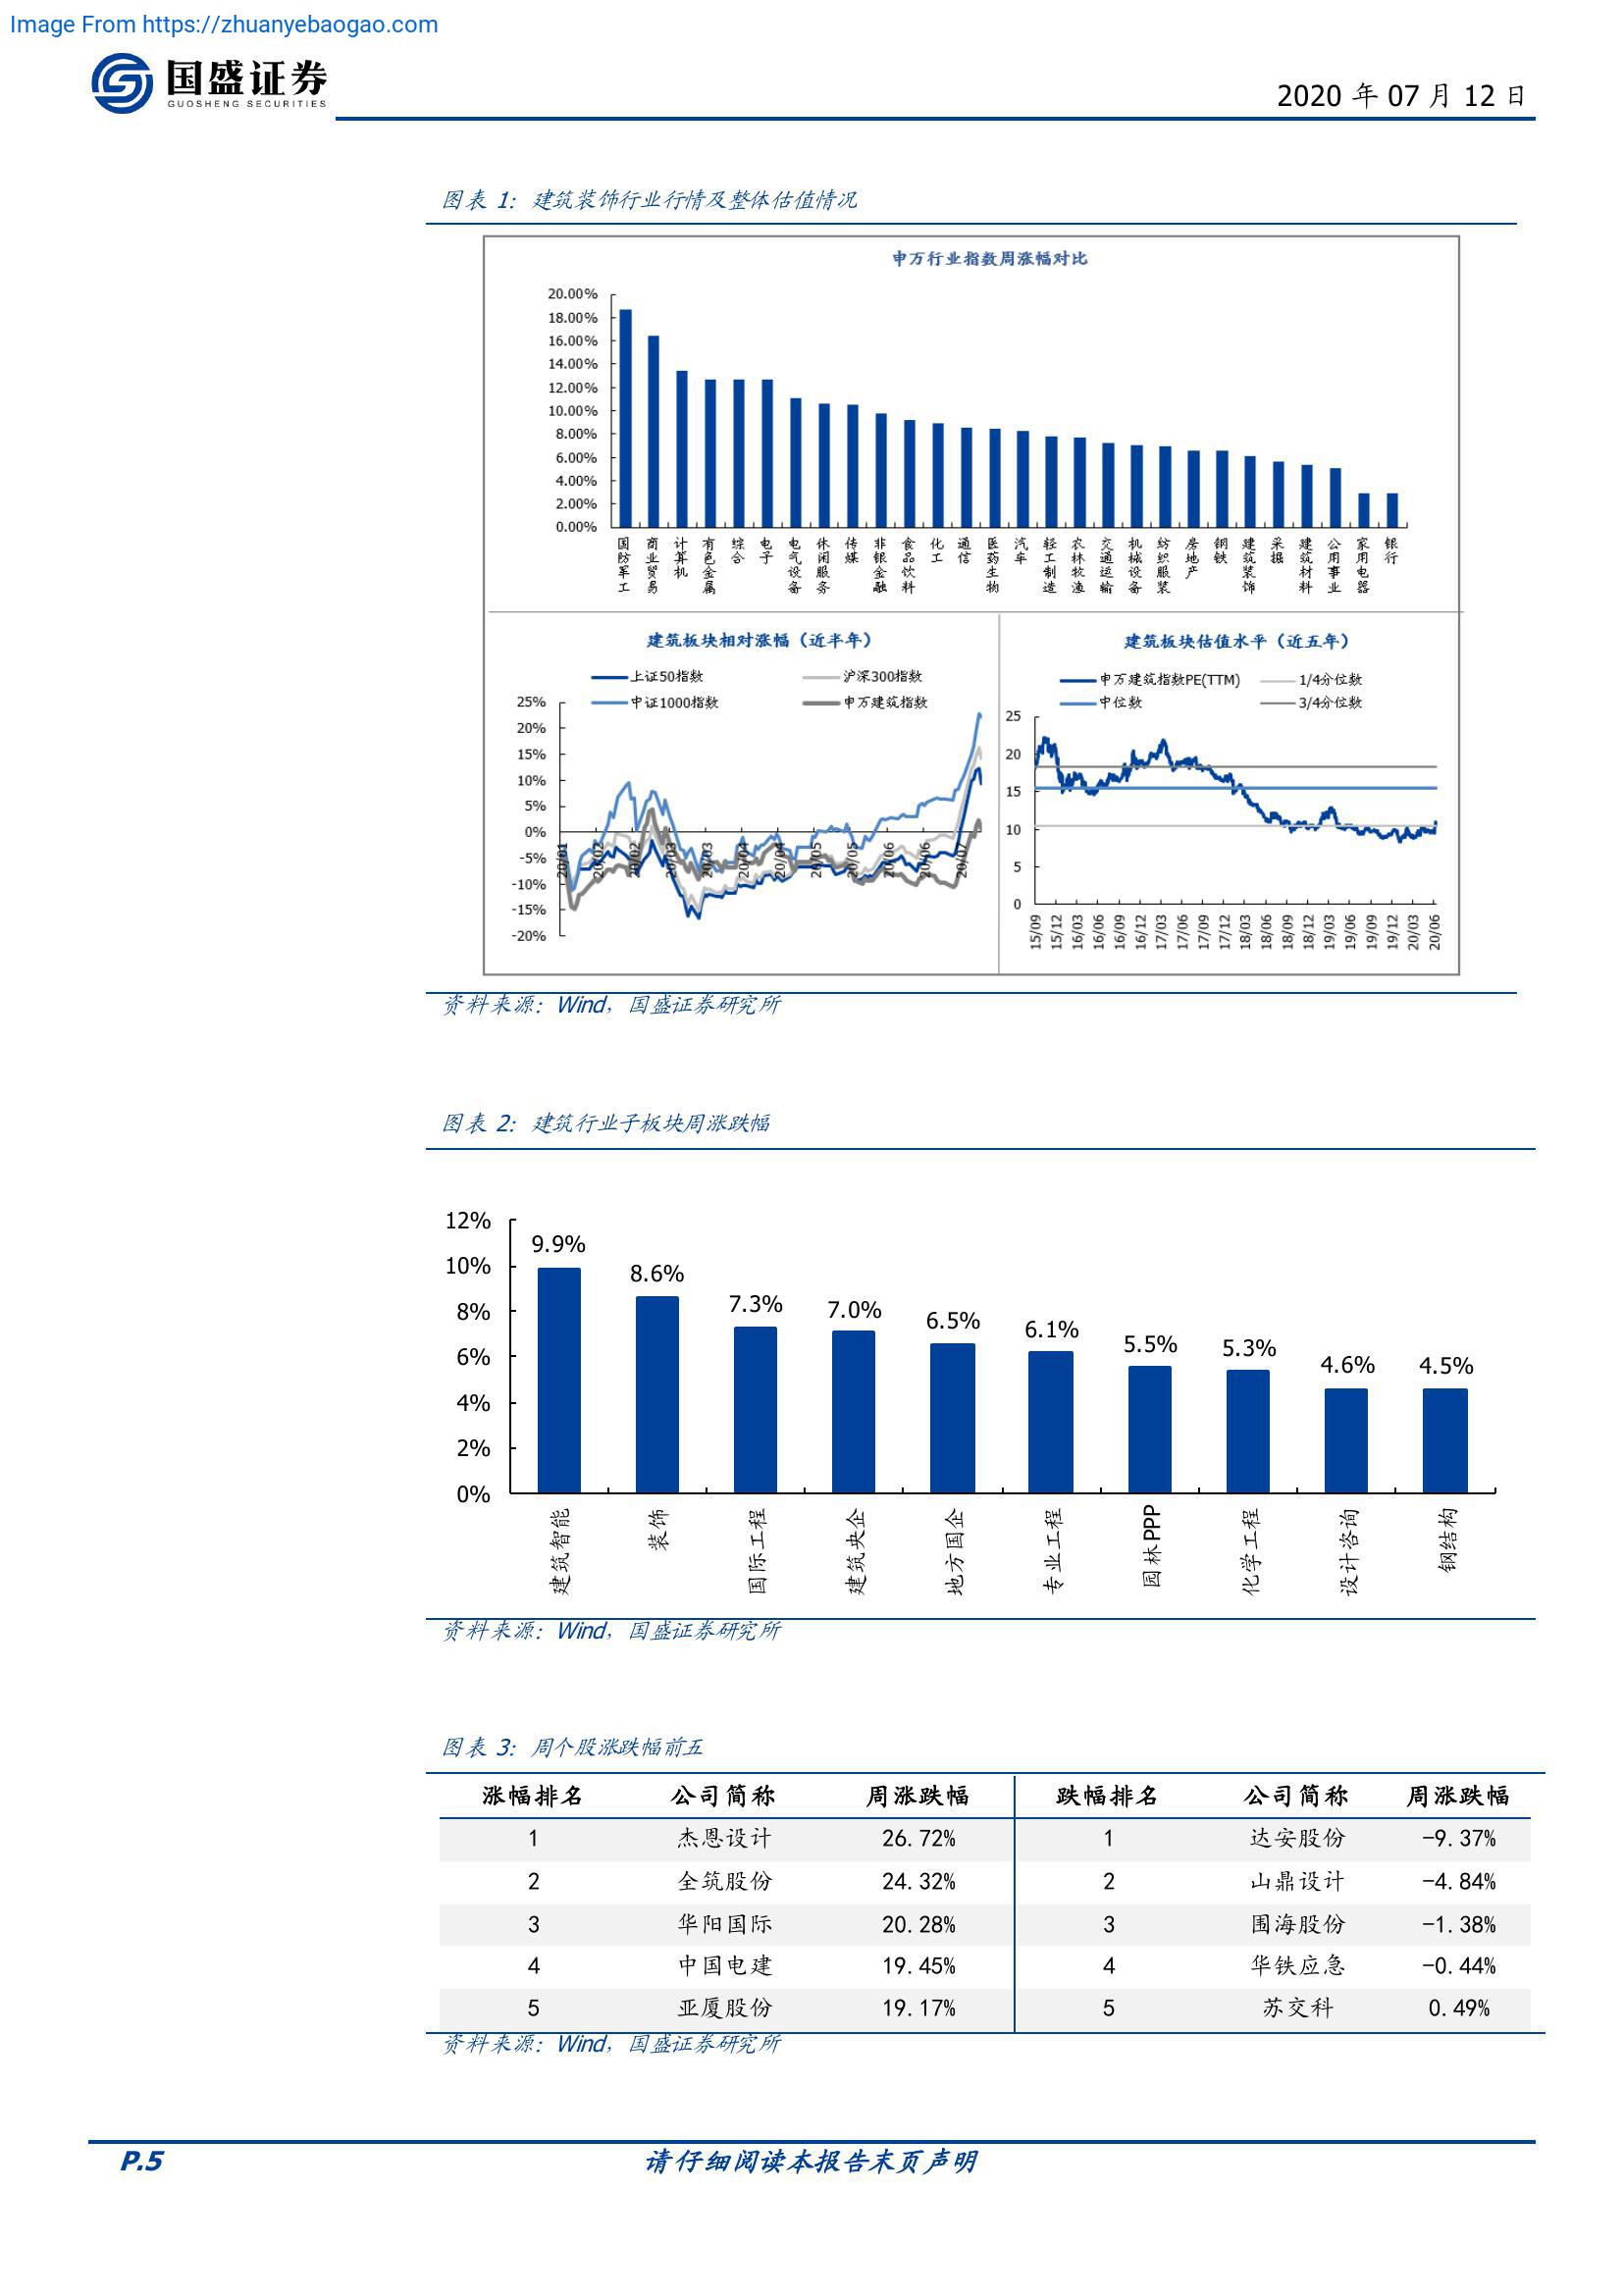 Image From https://zhuanyebaogao.com
国盛证券
GUOSHENG SECURITIES
2020 年 07 月 12 日
图表 1: 建筑装饰行业行情及整体估值情况
申万行业指数周涨幅对比
20.00%
18.00%
16.00%
14.00%
12.00%
10.00%
8.00%
6.00%
4.00%
2.00%
0.00%
国防军工 商业贸易 计算机 有色金属 综合 电子 电气设备 休闲服务 传媒 非银金融 食品饮料 化工 通信 医药生物 汽车 轻工制造 农林牧渔 交通运输 机械设备 纺织服装 房地产 钢铁 建筑装饰 采掘 建筑材料 公用事业 家用电器 银行
建筑板块相对涨幅（近半年）
上证50指数 沪深300指数
中证1000指数 申万建筑指数
25%
20%
15%
10%
5%
0%
-5%
-10%
-15%
-20%
20/01 20/02 20/02 20/03 20/03 20/04 20/04 20/05 20/05 20/06 20/06 20/07
建筑板块估值水平（近五年）
申万建筑指数PE(TTM) 1/4分位数
中位数 3/4分位数
25
20
15
10
5
0
15/09 15/12 16/03 16/06 16/09 16/12 17/03 17/06 17/09 17/12 18/03 18/06 18/09 18/12 19/03 19/06 19/09 19/12 20/03 20/06
资料来源: Wind, 国盛证券研究所
图表 2: 建筑行业子板块周涨跌幅
12%
10%
8%
6%
4%
2%
0%
9.9% 8.6% 7.3% 7.0% 6.5% 6.1% 5.5% 5.3% 4.6% 4.5%
建筑智能 装饰 国际工程 建筑央企 地方国企 专业工程 园林PPP 化学工程 设计咨询 钢结构
资料来源: Wind, 国盛证券研究所
图表 3: 周个股涨跌幅前五
涨幅排名 公司简称 周涨跌幅 跌幅排名 公司简称 周涨跌幅
1 杰恩设计 26.72% 1 达安股份 -9.37%
2 全筑股份 24.32% 2 山鼎设计 -4.84%
3 华阳国际 20.28% 3 围海股份 -1.38%
4 中国电建 19.45% 4 华铁应急 -0.44%
5 亚厦股份 19.17% 5 苏交科 0.49%
资料来源: Wind, 国盛证券研究所
P.5 请仔细阅读本报告末页声明